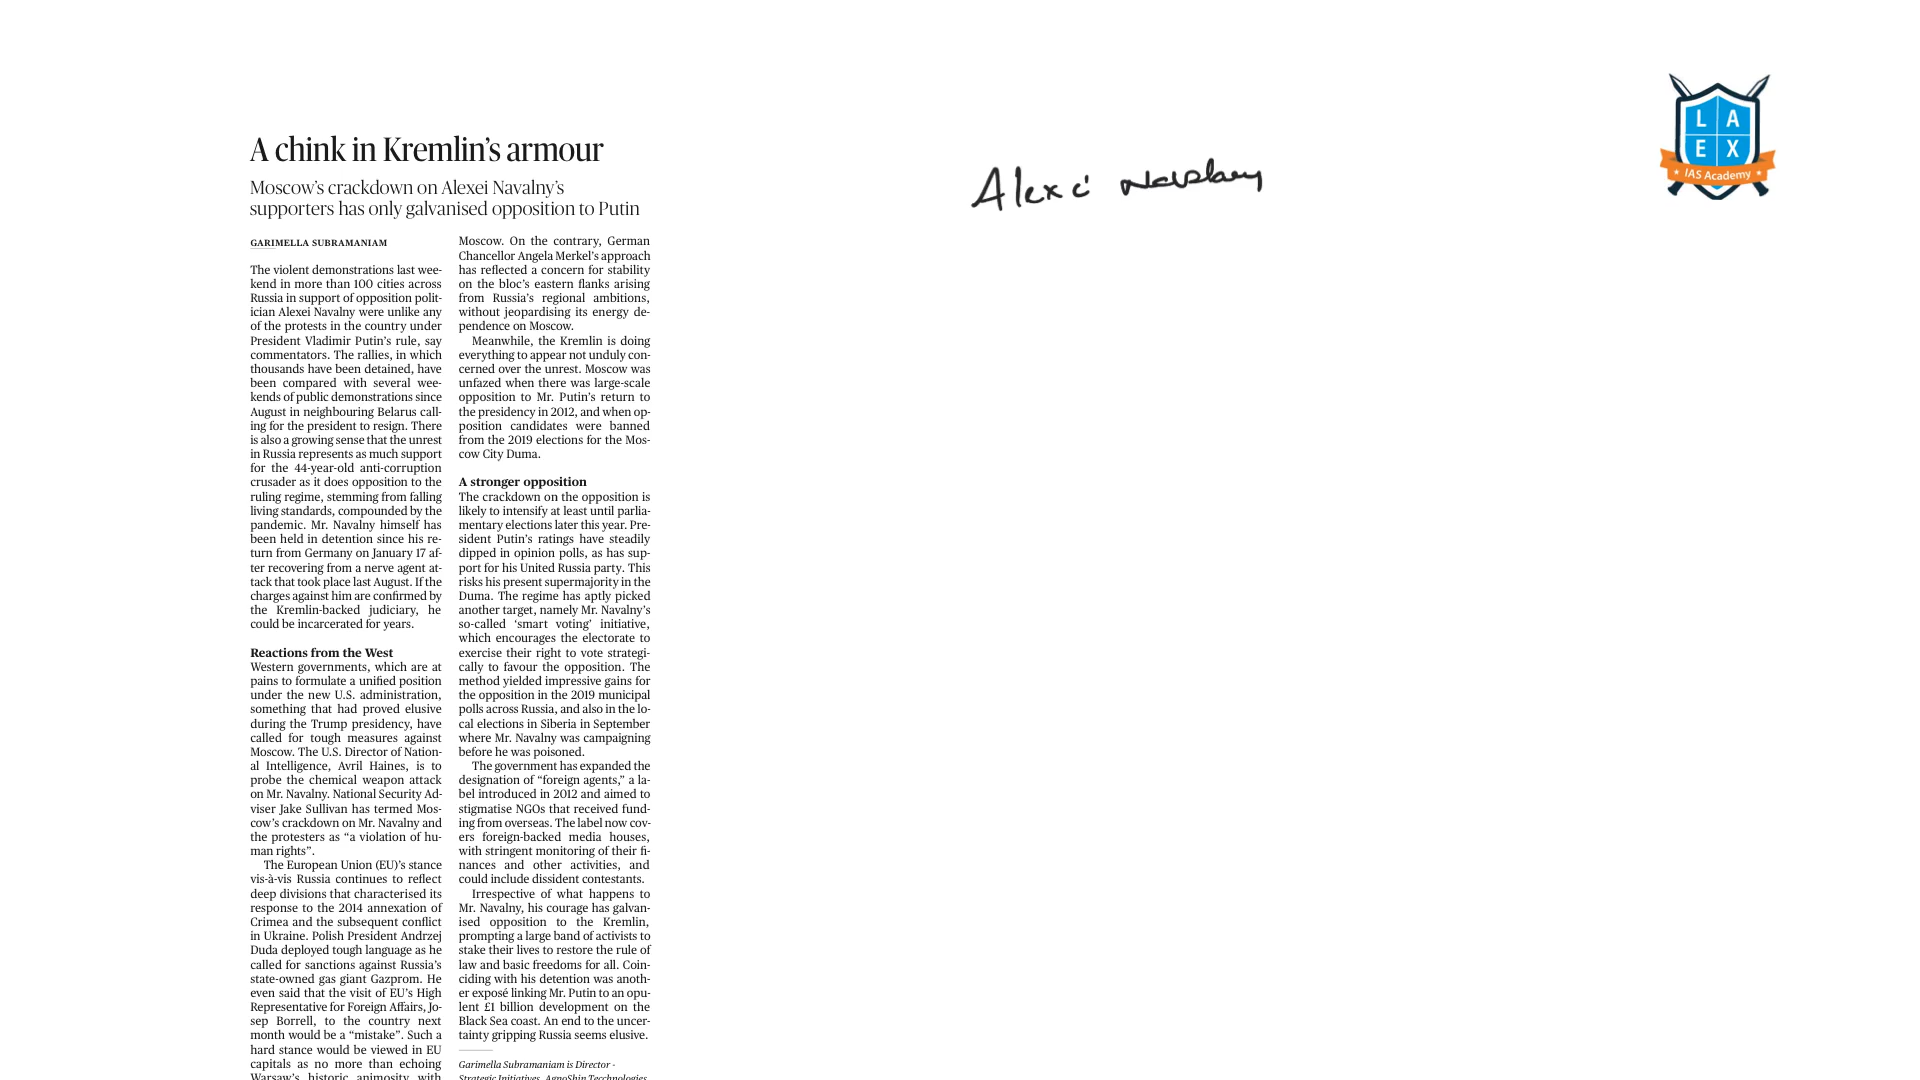 A chink in Kremlin's armour
Moscow's crackdown on Alexei Navalny's
supporters has only galvanised opposition to Putin
GARIMELLA SUBRAMANIAM
The violent demonstrations last wee-
kend in more than 100 cities across
Russia in support of opposition polit-
ician Alexei Navalny were unlike any
of the protests in the country under
President Vladimir Putin's rule, say
commentators. The rallies, in which
thousands have been detained, have
been compared with several wee-
kends of public demonstrations since
August in neighbouring Belarus call-
ing for the president to resign. There
is also a growing sense that the unrest
in Russia represents as much support
for the 44-year-old anti-corruption
crusader as it does opposition to the
ruling regime, stemming from falling
living standards, compounded by the
pandemic. Mr. Navalny himself has
been held in detention since his re-
turn from Germany on January 17 af-
ter recovering from a nerve agent at-
tack that took place last August. If the
charges against him are confirmed by
the Kremlin-backed judiciary, he
could be incarcerated for years.
Reactions from the West
Western governments, which are at
pains to formulate a unified position
under the new U.S. administration,
something that had proved elusive
during the Trump presidency, have
called for tough measures against
Moscow. The U.S. Director of Nation-
al Intelligence, Avril Haines, is to
probe the chemical weapon attack
on Mr. Navalny. National Security Ad-
viser Jake Sullivan has termed Mos-
cow's crackdown on Mr. Navalny and
the protesters as “a violation of hu-
man rights”.
The European Union (EU)'s stance
vis-à-vis Russia continues to reflect
deep divisions that characterised its
response to the 2014 annexation of
Crimea and the subsequent conflict
in Ukraine. Polish President Andrzej
Duda deployed tough language as he
called for sanctions against Russia's
state-owned gas giant Gazprom. He
even said that the visit of EU's High
Representative for Foreign Affairs, Jo-
sep Borrell, to the country next
month would be a “mistake”. Such a
hard stance would be viewed in EU
capitals as no more than echoing
Warsaw's historic animosity with
Moscow. On the contrary, German
Chancellor Angela Merkel's approach
has reflected a concern for stability
on the bloc's eastern flanks arising
from Russia's regional ambitions,
without jeopardising its energy de-
pendence on Moscow.
Meanwhile, the Kremlin is doing
everything to appear not unduly con-
cerned over the unrest. Moscow was
unfazed when there was large-scale
opposition to Mr. Putin's return to
the presidency in 2012, and when op-
position candidates were banned
from the 2019 elections for the Mos-
cow City Duma.
A stronger opposition
The crackdown on the opposition is
likely to intensify at least until parlia-
mentary elections later this year. Pre-
sident Putin's ratings have steadily
dipped in opinion polls, as has sup-
port for his United Russia party. This
risks his present supermajority in the
Duma. The regime has aptly picked
another target, namely Mr. Navalny's
so-called ‘smart voting’ initiative,
which encourages the electorate to
exercise their right to vote strategi-
cally to favour the opposition. The
method yielded impressive gains for
the opposition in the 2019 municipal
polls across Russia, and also in the lo-
cal elections in Siberia in September
where Mr. Navalny was campaigning
before he was poisoned.
The government has expanded the
designation of “foreign agents,” a la-
bel introduced in 2012 and aimed to
stigmatise NGOs that received fund-
ing from overseas. The label now cov-
ers foreign-backed media houses,
with stringent monitoring of their fi-
nances and other activities, and
could include dissident contestants.
Irrespective of what happens to
Mr. Navalny, his courage has galvan-
ised opposition to the Kremlin,
prompting a large band of activists to
stake their lives to restore the rule of
law and basic freedoms for all. Coin-
ciding with his detention was anoth-
er exposé linking Mr. Putin to an opu-
lent £1 billion development on the
Black Sea coast. An end to the uncer-
tainty gripping Russia seems elusive.
Garimella Subramaniam is Director -
Strategic Initiatives, AgnoShin Technologies
Alexei Navalny
L A
E X
IAS Academy